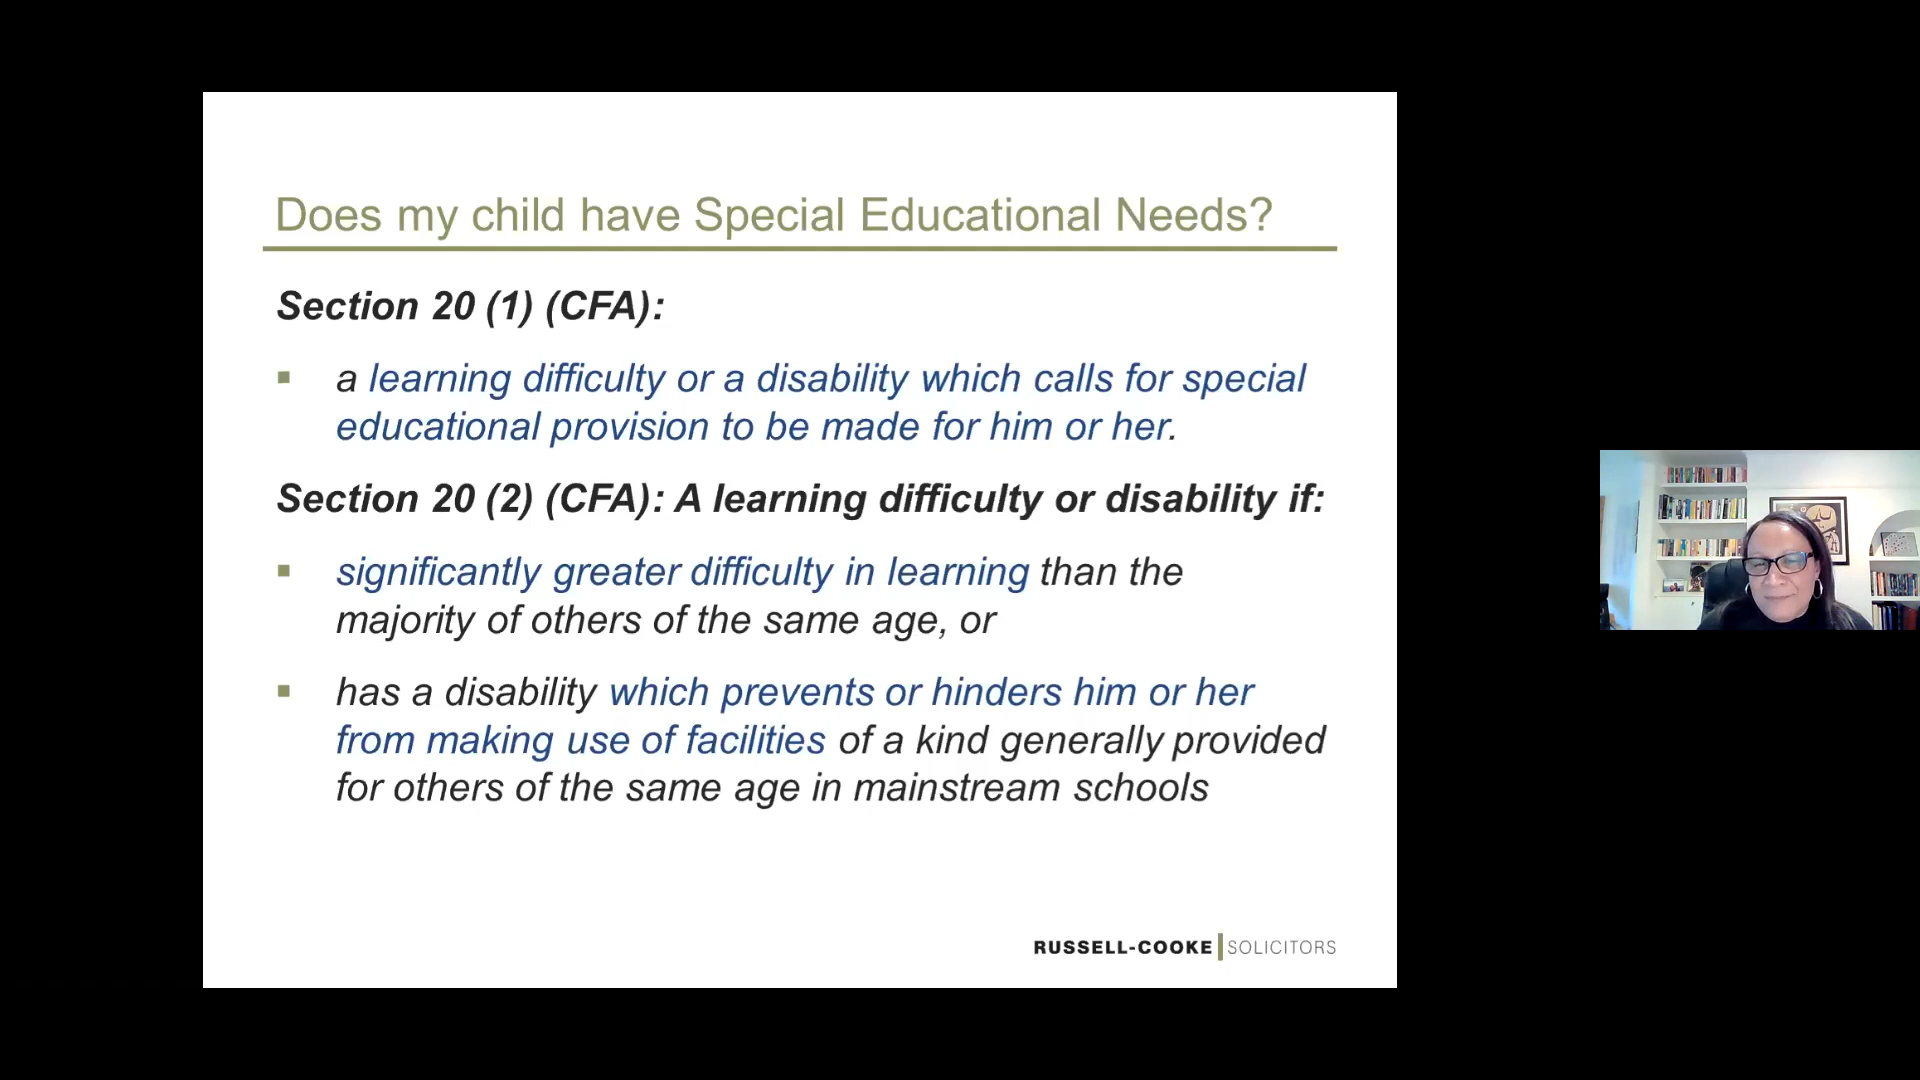 Does my child have Special Educational Needs?
Section 20 (1) (CFA):
▪ a learning difficulty or a disability which calls for special
educational provision to be made for him or her.
Section 20 (2) (CFA): A learning difficulty or disability if:
▪ significantly greater difficulty in learning than the
majority of others of the same age, or
▪ has a disability which prevents or hinders him or her
from making use of facilities of a kind generally provided
for others of the same age in mainstream schools
RUSSELL-COOKE SOLICITORS